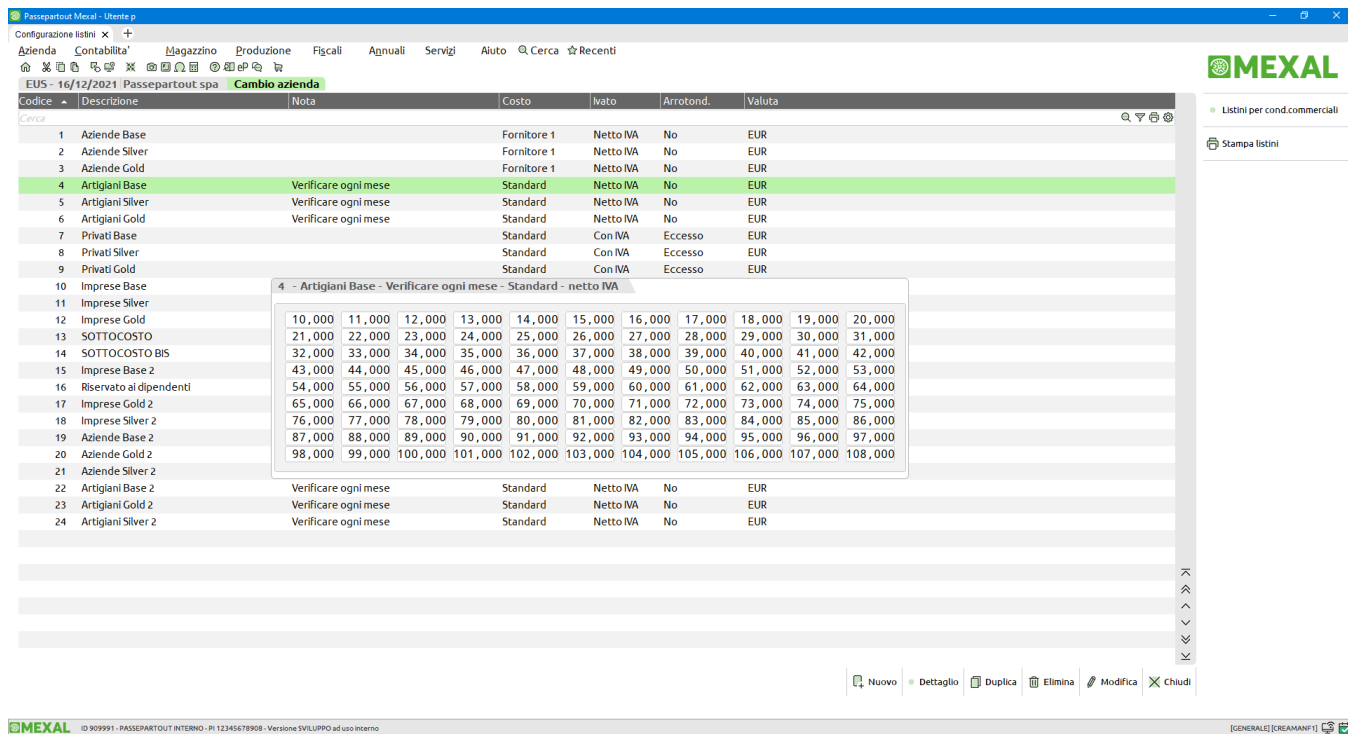 Passepartout Mexal - Utente p
Configurazione listini × +
Azienda Contabilita' Magazzino Produzione Fiscali Annuali Servizi Aiuto Cerca Recenti
MEXAL
EUS - 16/12/2021 Passepartout spa Cambio azienda
Codice Descrizione Nota Costo Ivato Arrotond. Valuta
Listini per cond.commerciali
Cerca
1 Aziende Base Fornitore 1 Netto IVA No EUR
Stampa listini
2 Aziende Silver Fornitore 1 Netto IVA No EUR
3 Aziende Gold Fornitore 1 Netto IVA No EUR
4 Artigiani Base Verificare ogni mese Standard Netto IVA No EUR
5 Artigiani Silver Verificare ogni mese Standard Netto IVA No EUR
6 Artigiani Gold Verificare ogni mese Standard Netto IVA No EUR
7 Privati Base Standard Con IVA Eccesso EUR
8 Privati Silver Standard Con IVA Eccesso EUR
9 Privati Gold Standard Con IVA Eccesso EUR
10 Imprese Base
11 Imprese Silver
12 Imprese Gold
13 SOTTOCOSTO
14 SOTTOCOSTO BIS
15 Imprese Base 2
16 Riservato ai dipendenti
17 Imprese Gold 2
18 Imprese Silver 2
19 Aziende Base 2
20 Aziende Gold 2
21 Aziende Silver 2
4 - Artigiani Base - Verificare ogni mese - Standard - netto IVA
10,000 11,000 12,000 13,000 14,000 15,000 16,000 17,000 18,000 19,000 20,000
21,000 22,000 23,000 24,000 25,000 26,000 27,000 28,000 29,000 30,000 31,000
32,000 33,000 34,000 35,000 36,000 37,000 38,000 39,000 40,000 41,000 42,000
43,000 44,000 45,000 46,000 47,000 48,000 49,000 50,000 51,000 52,000 53,000
54,000 55,000 56,000 57,000 58,000 59,000 60,000 61,000 62,000 63,000 64,000
65,000 66,000 67,000 68,000 69,000 70,000 71,000 72,000 73,000 74,000 75,000
76,000 77,000 78,000 79,000 80,000 81,000 82,000 83,000 84,000 85,000 86,000
87,000 88,000 89,000 90,000 91,000 92,000 93,000 94,000 95,000 96,000 97,000
98,000 99,000 100,000 101,000 102,000 103,000 104,000 105,000 106,000 107,000 108,000
22 Artigiani Base 2 Verificare ogni mese Standard Netto IVA No EUR
23 Artigiani Gold 2 Verificare ogni mese Standard Netto IVA No EUR
24 Artigiani Silver 2 Verificare ogni mese Standard Netto IVA No EUR
Nuovo Dettaglio Duplica Elimina Modifica Chiudi
MEXAL ID 909991 - PASSEPARTOUT INTERNO - PI 12345678908 - Versione SVILUPPO ad uso interno [GENERALE] [CREAMANF1]